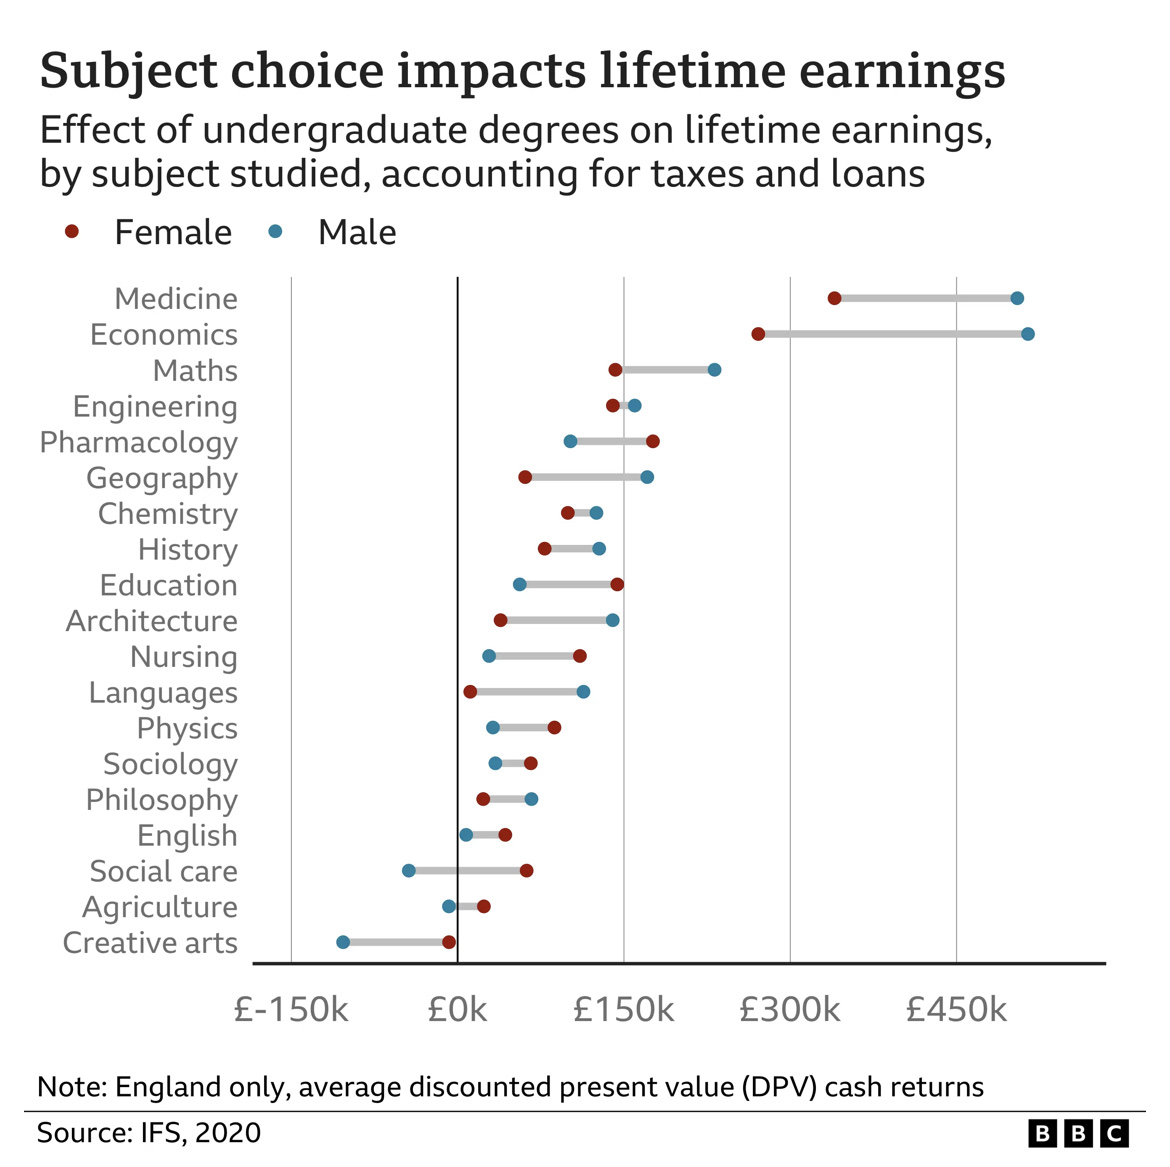 Subject choice impacts lifetime earnings
Effect of undergraduate degrees on lifetime earnings,
by subject studied, accounting for taxes and loans
Female Male
Medicine
Economics
Maths
Engineering
Pharmacology
Geography
Chemistry
History
Education
Architecture
Nursing
Languages
Physics
Sociology
Philosophy
English
Social care
Agriculture
Creative arts
£-150k £0k £150k £300k £450k
Note: England only, average discounted present value (DPV) cash returns
Source: IFS, 2020
BBC